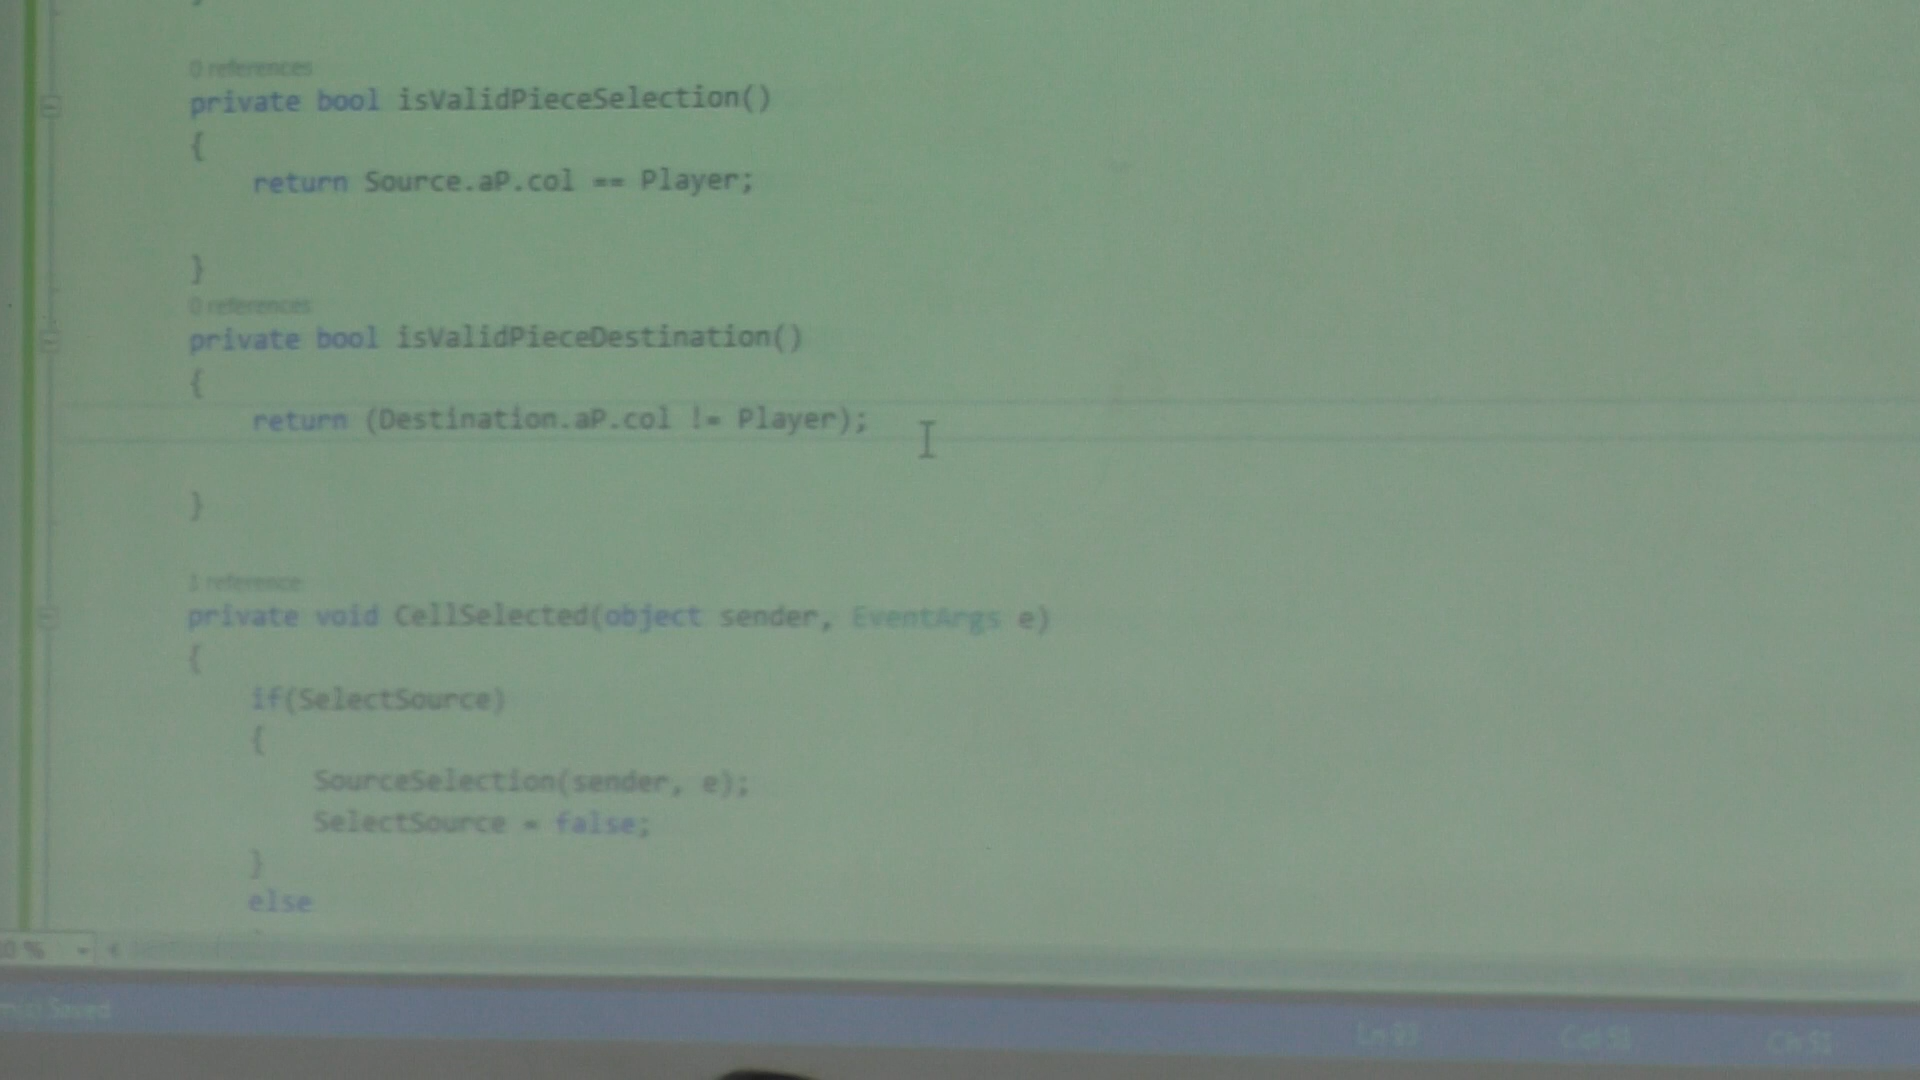 0 references
private bool isValidPieceSelection()
{
return Source.aP.col == Player;
}
0 references
private bool isValidPieceDestination()
{
return (Destination.aP.col != Player);
}
1 reference
private void CellSelected(object sender, EventArgs e)
{
if(SelectSource)
{
SourceSelection(sender, e);
SelectSource = false;
}
else
Saved